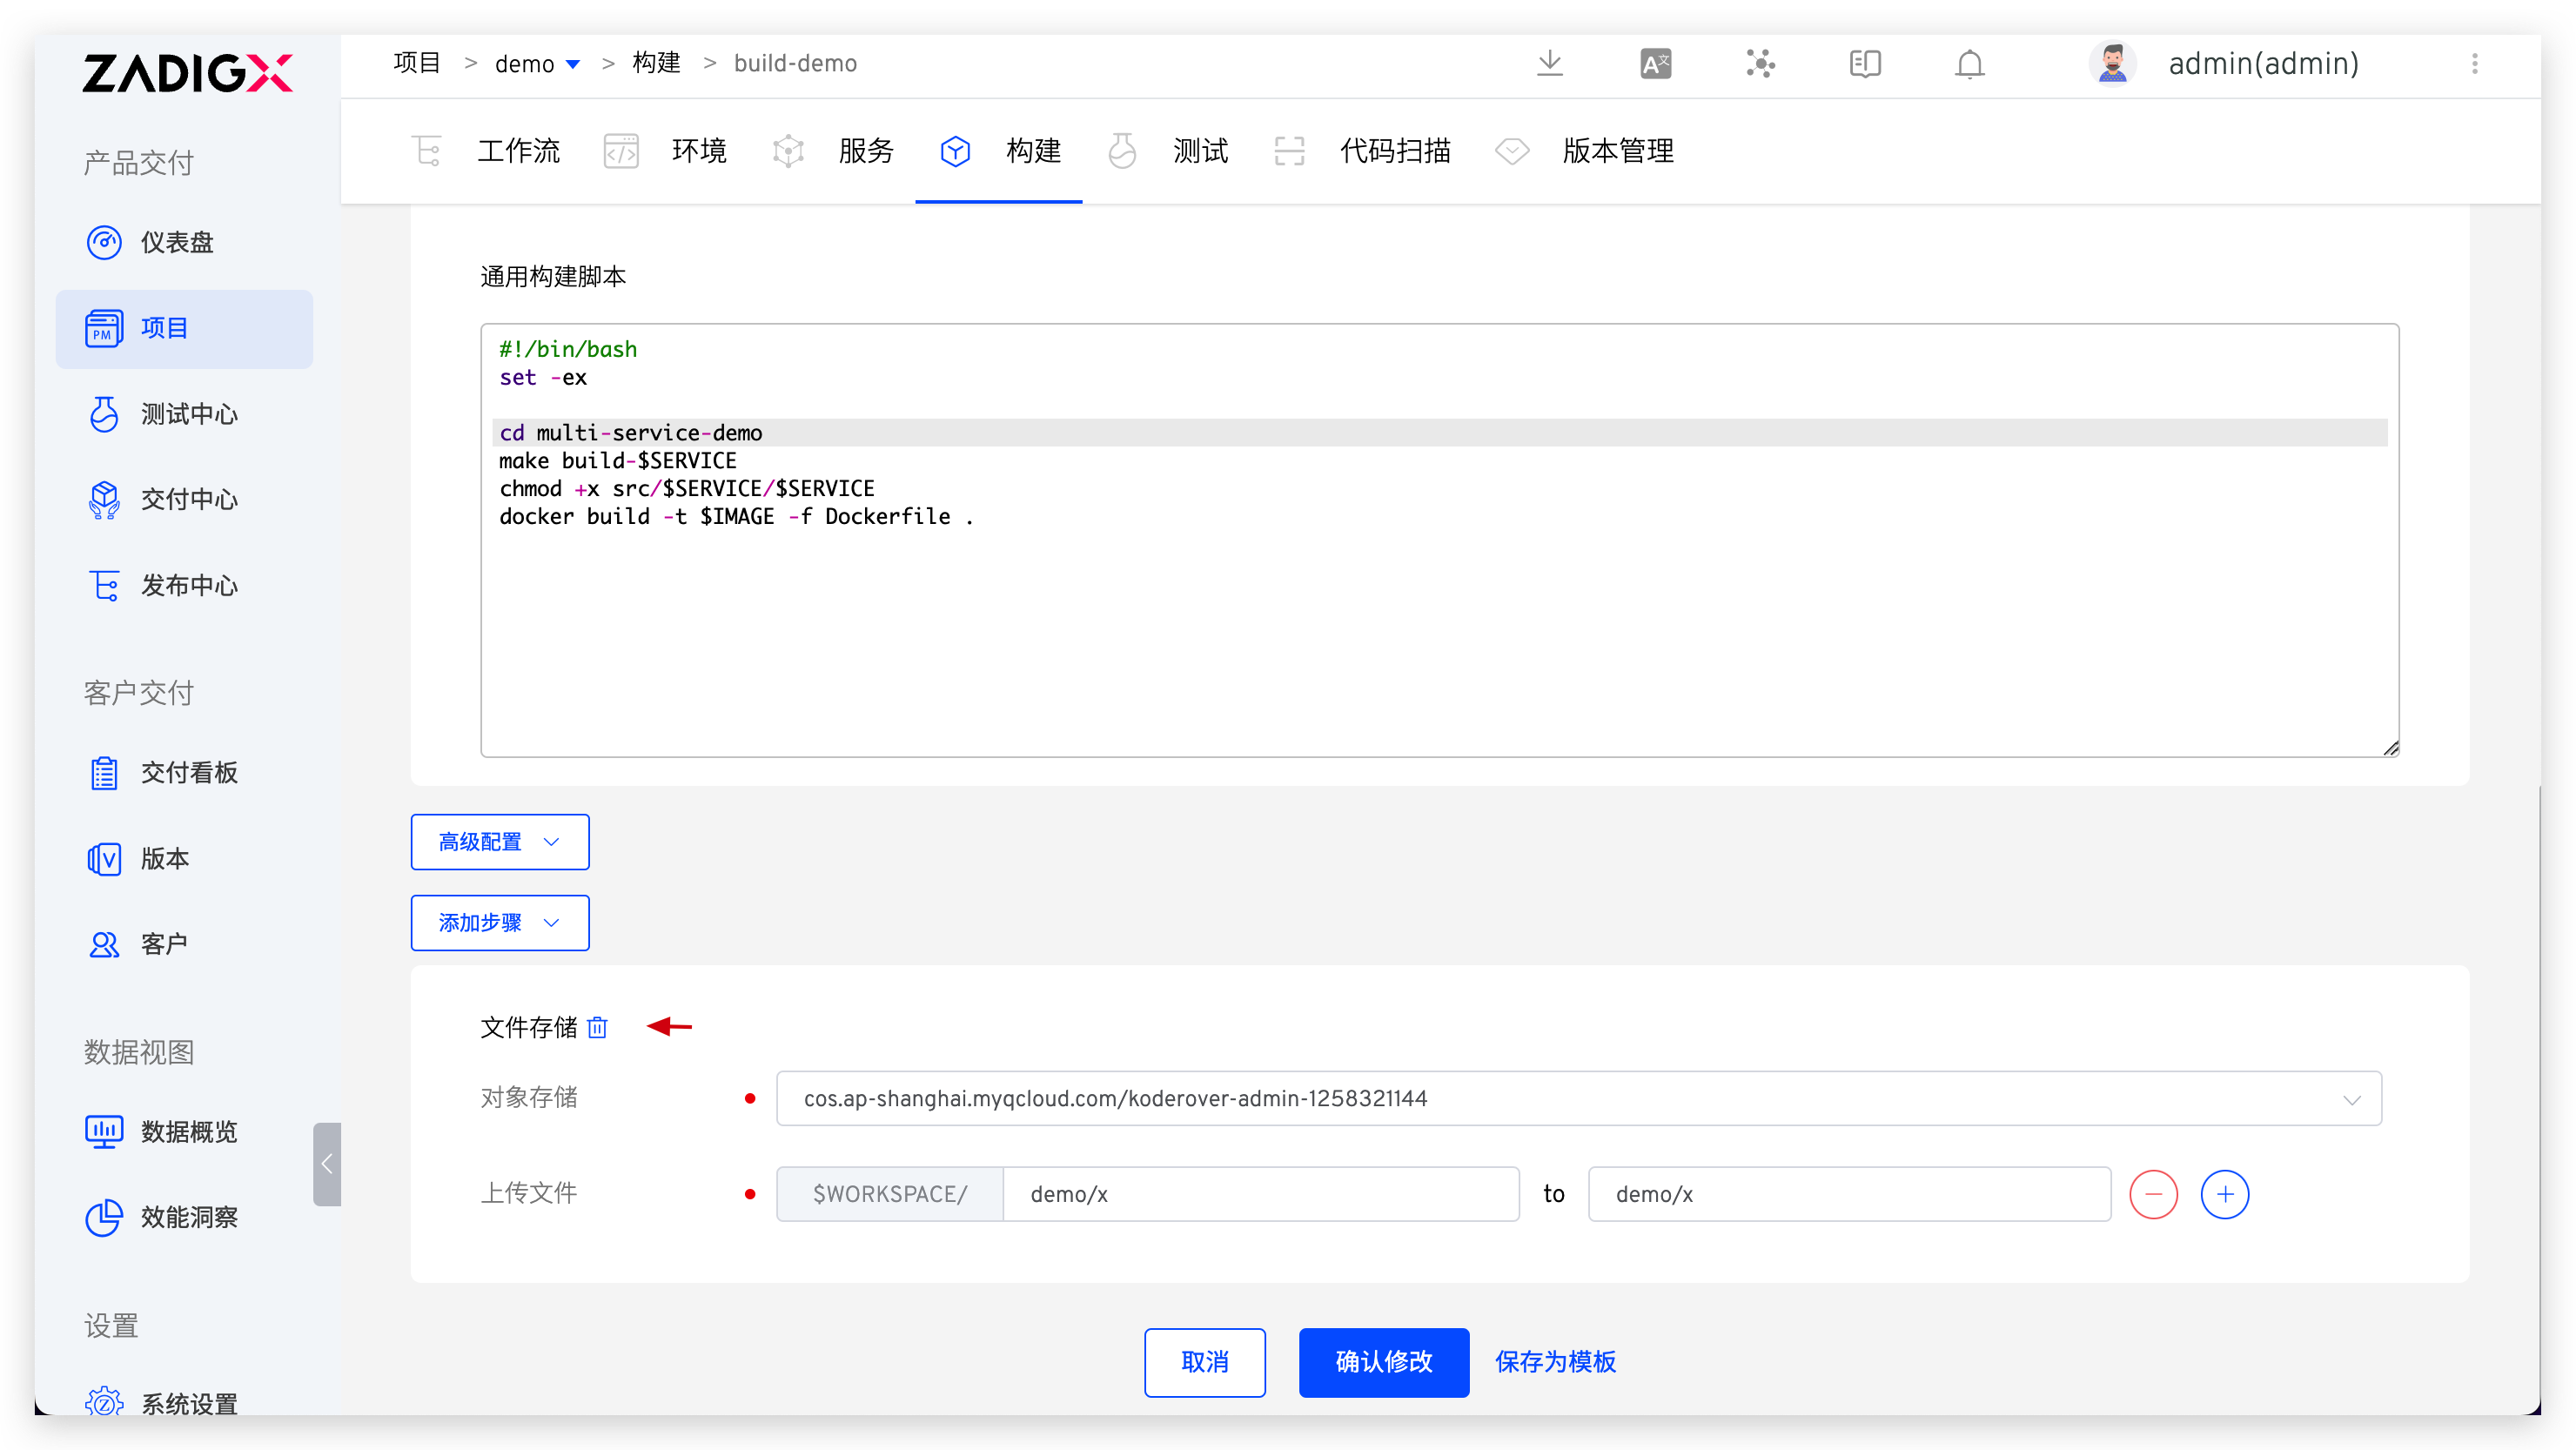 ZADIGX
项目 > demo > 构建 > build-demo
A文
admin(admin)
工作流
环境
服务
构建
测试
代码扫描
版本管理
产品交付
仪表盘
PM
项目
测试中心
交付中心
发布中心
客户交付
交付看板
V
版本
客户
数据视图
数据概览
效能洞察
设置
Z
系统设置
通用构建脚本
#!/bin/bash
set -ex
cd multi-service-demo
make build-$SERVICE
chmod +x src/$SERVICE/$SERVICE
docker build -t $IMAGE -f Dockerfile .
高级配置
添加步骤
文件存储
对象存储
cos.ap-shanghai.myqcloud.com/koderover-admin-1258321144
上传文件
$WORKSPACE/ demo/x to demo/x
取消
确认修改
保存为模板